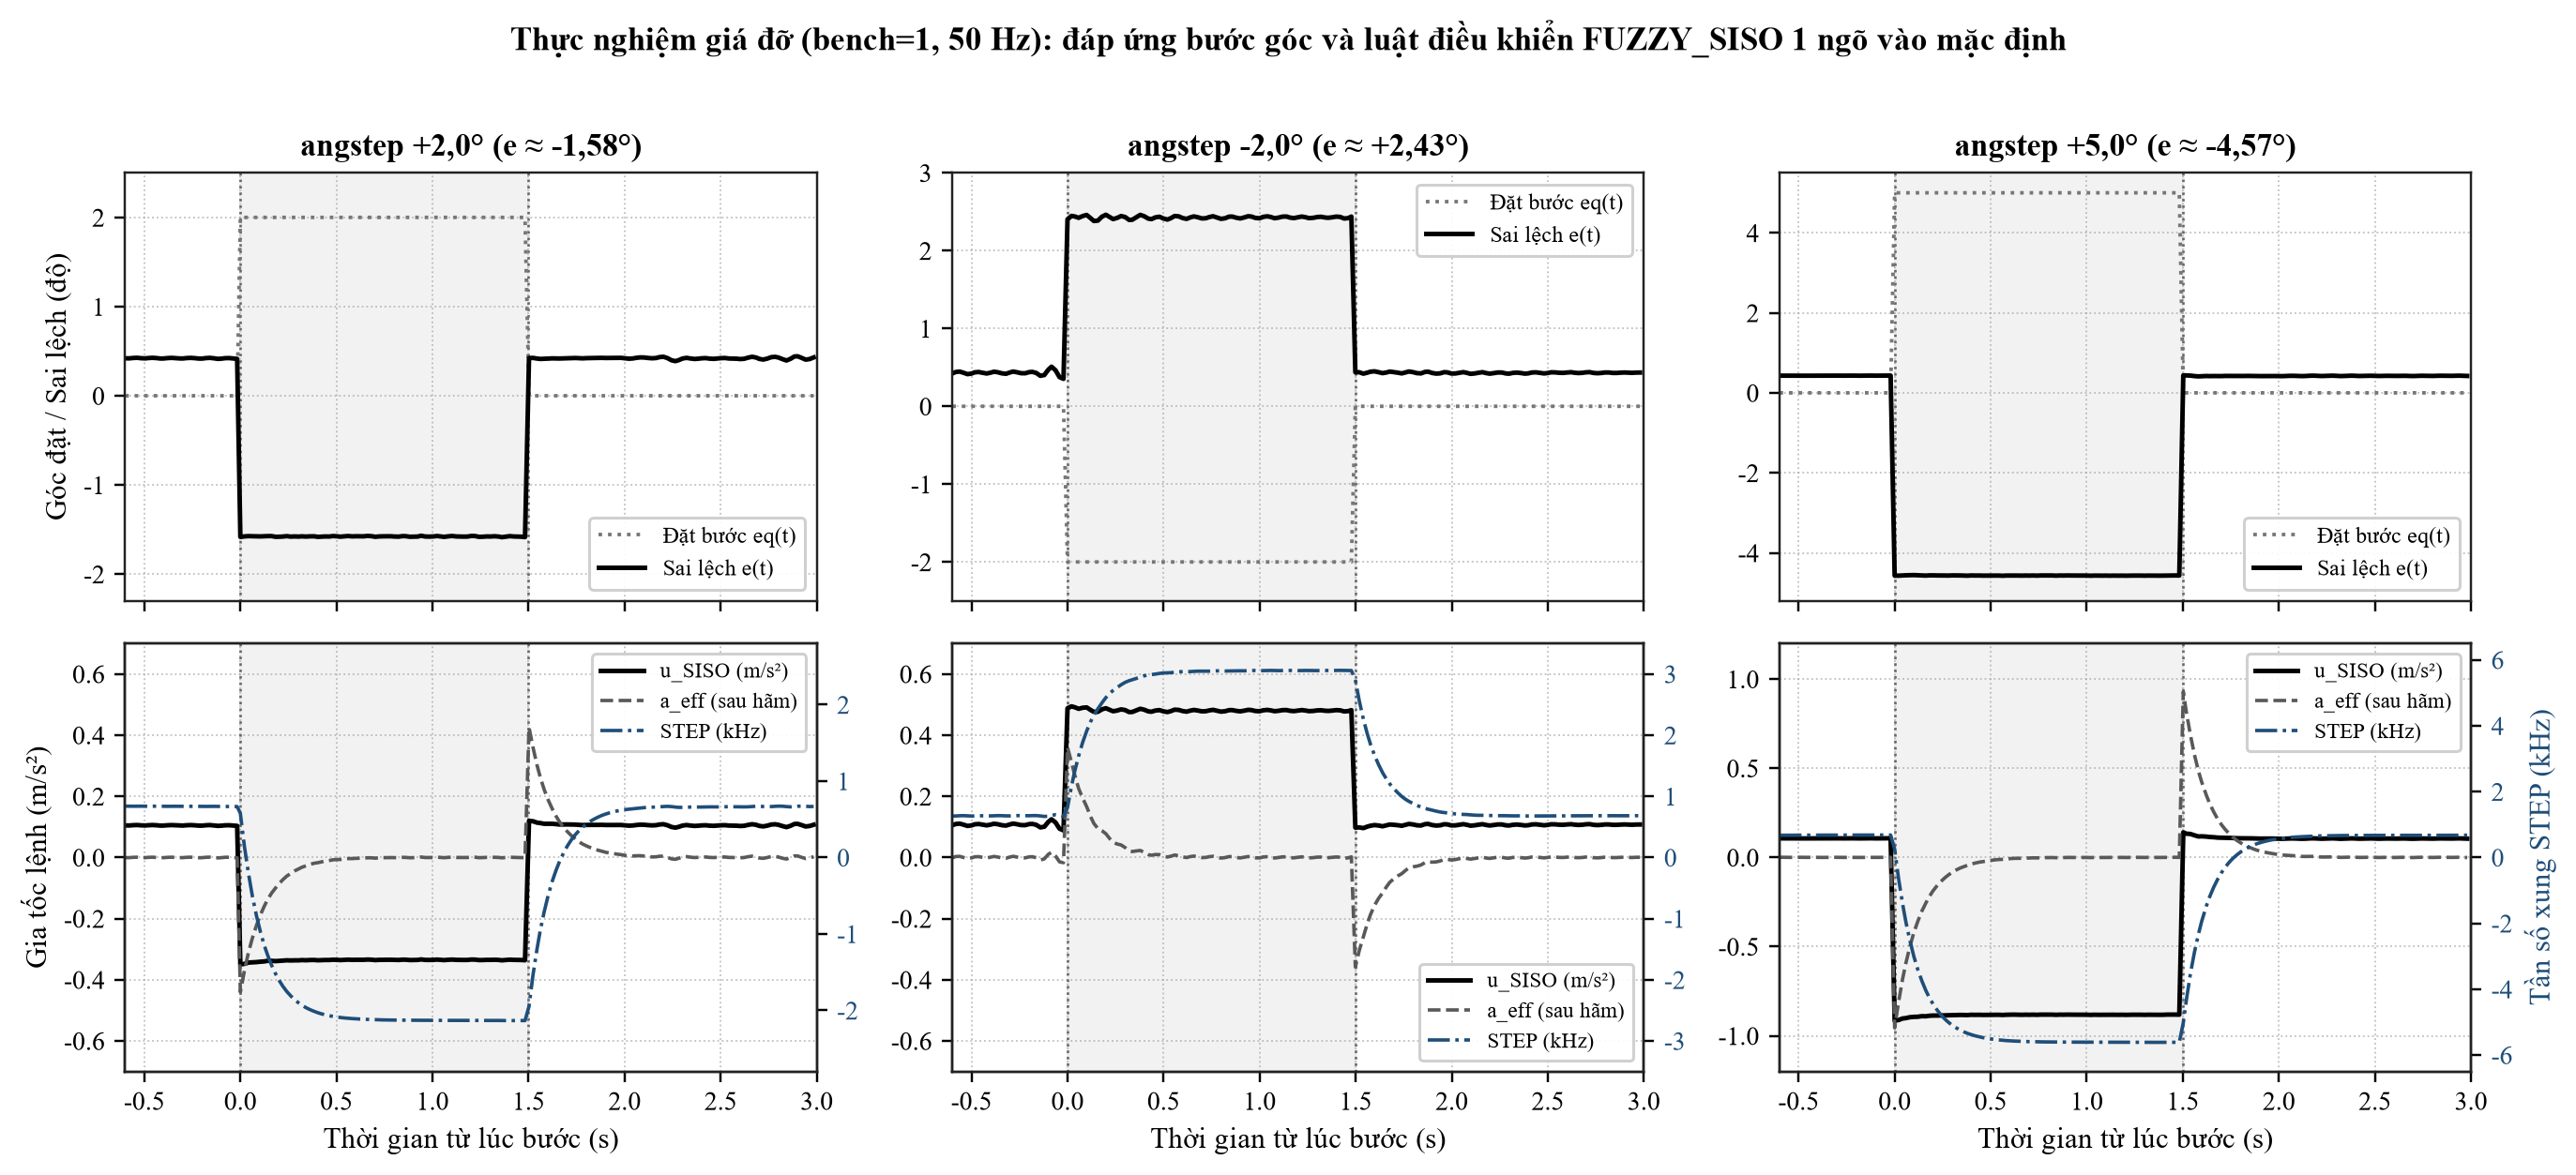 Thực nghiệm giá đỡ (bench=1, 50 Hz): đáp ứng bước góc và luật điều khiển FUZZY_SISO 1 ngõ vào mặc định
angstep +2,0° (e ≈ -1,58°)
angstep -2,0° (e ≈ +2,43°)
angstep +5,0° (e ≈ -4,57°)
Góc đặt / Sai lệch (độ)
2
1
0
-1
-2
Đặt bước eq(t)
Sai lệch e(t)
3
2
1
0
-1
-2
Đặt bước eq(t)
Sai lệch e(t)
4
2
0
-2
-4
Đặt bước eq(t)
Sai lệch e(t)
Gia tốc lệnh (m/s²)
0.6
0.4
0.2
0.0
-0.2
-0.4
-0.6
u_SISO (m/s²)
a_eff (sau hãm)
STEP (kHz)
2
1
0
-1
-2
-0.5 0.0 0.5 1.0 1.5 2.0 2.5 3.0
Thời gian từ lúc bước (s)
0.6
0.4
0.2
0.0
-0.2
-0.4
-0.6
u_SISO (m/s²)
a_eff (sau hãm)
STEP (kHz)
3
2
1
0
-1
-2
-3
-0.5 0.0 0.5 1.0 1.5 2.0 2.5 3.0
Thời gian từ lúc bước (s)
1.0
0.5
0.0
-0.5
-1.0
u_SISO (m/s²)
a_eff (sau hãm)
STEP (kHz)
6
4
2
0
-2
-4
-6
Tần số xung STEP (kHz)
-0.5 0.0 0.5 1.0 1.5 2.0 2.5 3.0
Thời gian từ lúc bước (s)